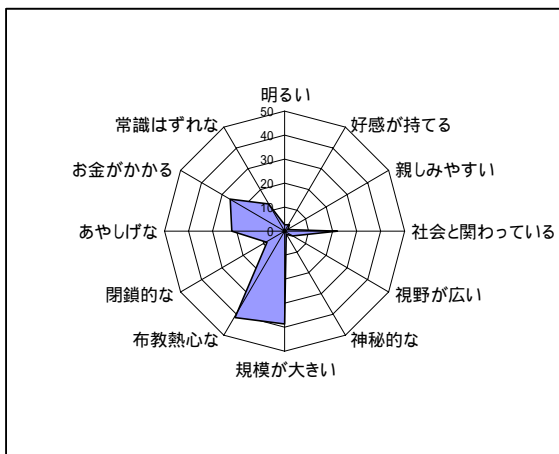 明るい
好感が持てる
親しみやすい
社会と関わっている
視野が広い
神秘的な
規模が大きい
布教熱心な
閉鎖的な
あやしげな
お金がかかる
常識はずれな
50
40
30
20
10
0